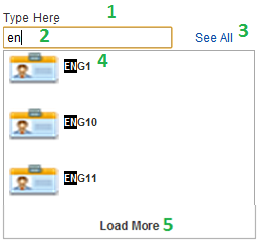 Type Here 1
en 2 See All 3
ENG1 4
ENG10
ENG11
Load More 5